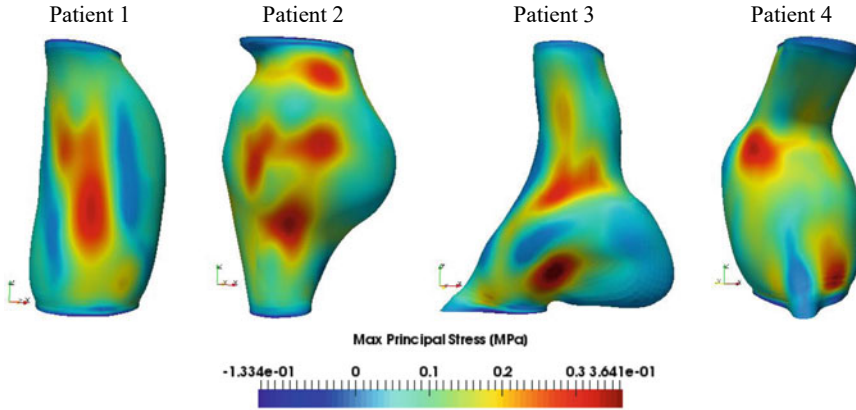 Patient 1 Patient 2 Patient 3 Patient 4
Max Principal Stress (MPa)
-1.334e-01 0 0.1 0.2 0.3 3.641e-01